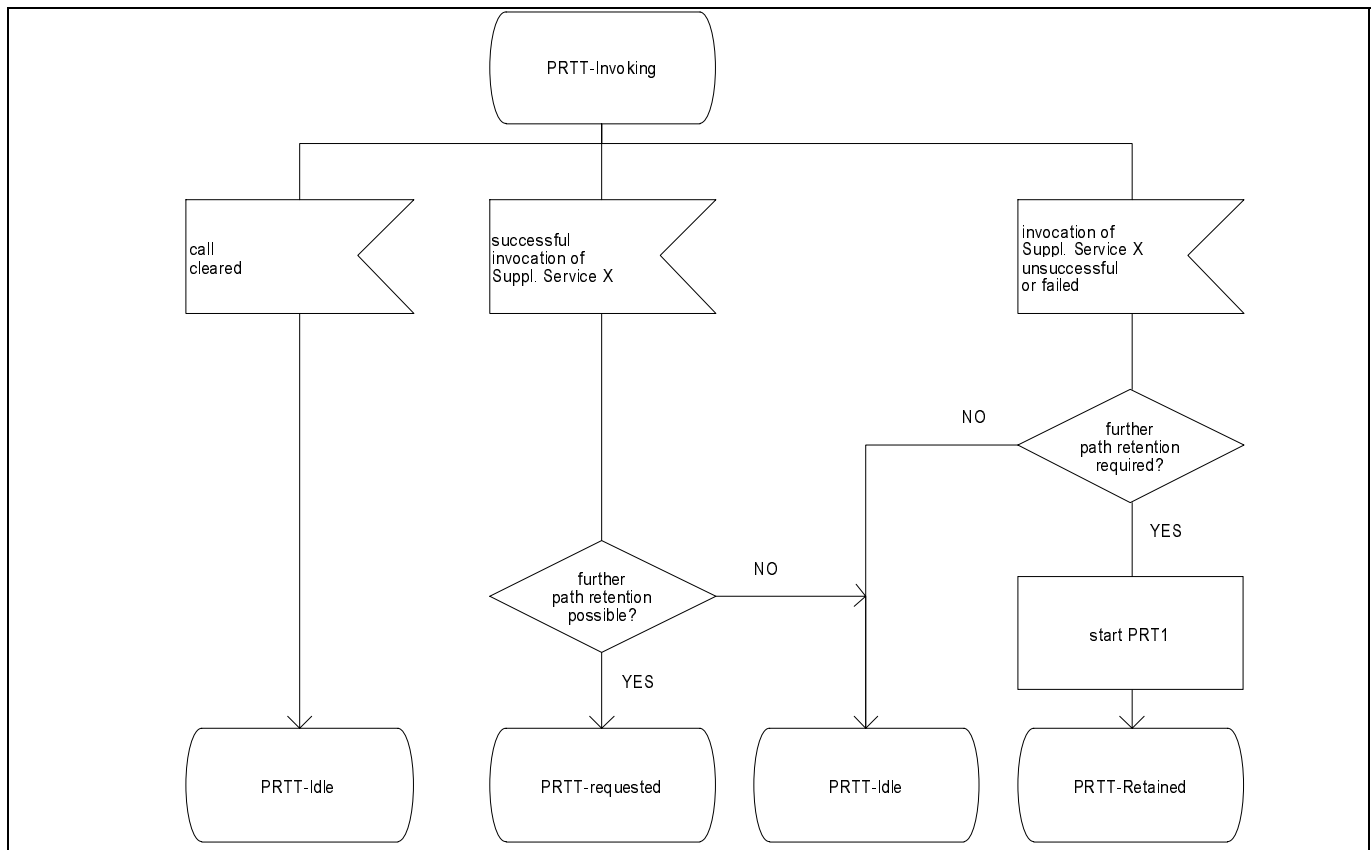 PRTT-Invoking
call
cleared
successful
invocation of
Suppl. Service X
invocation of
Suppl. Service X
unsuccessful
or failed
NO
further
path retention
required?
YES
further
path retention
possible?
NO
YES
start PRT1
PRTT-Idle
PRTT-requested
PRTT-Idle
PRTT-Retained